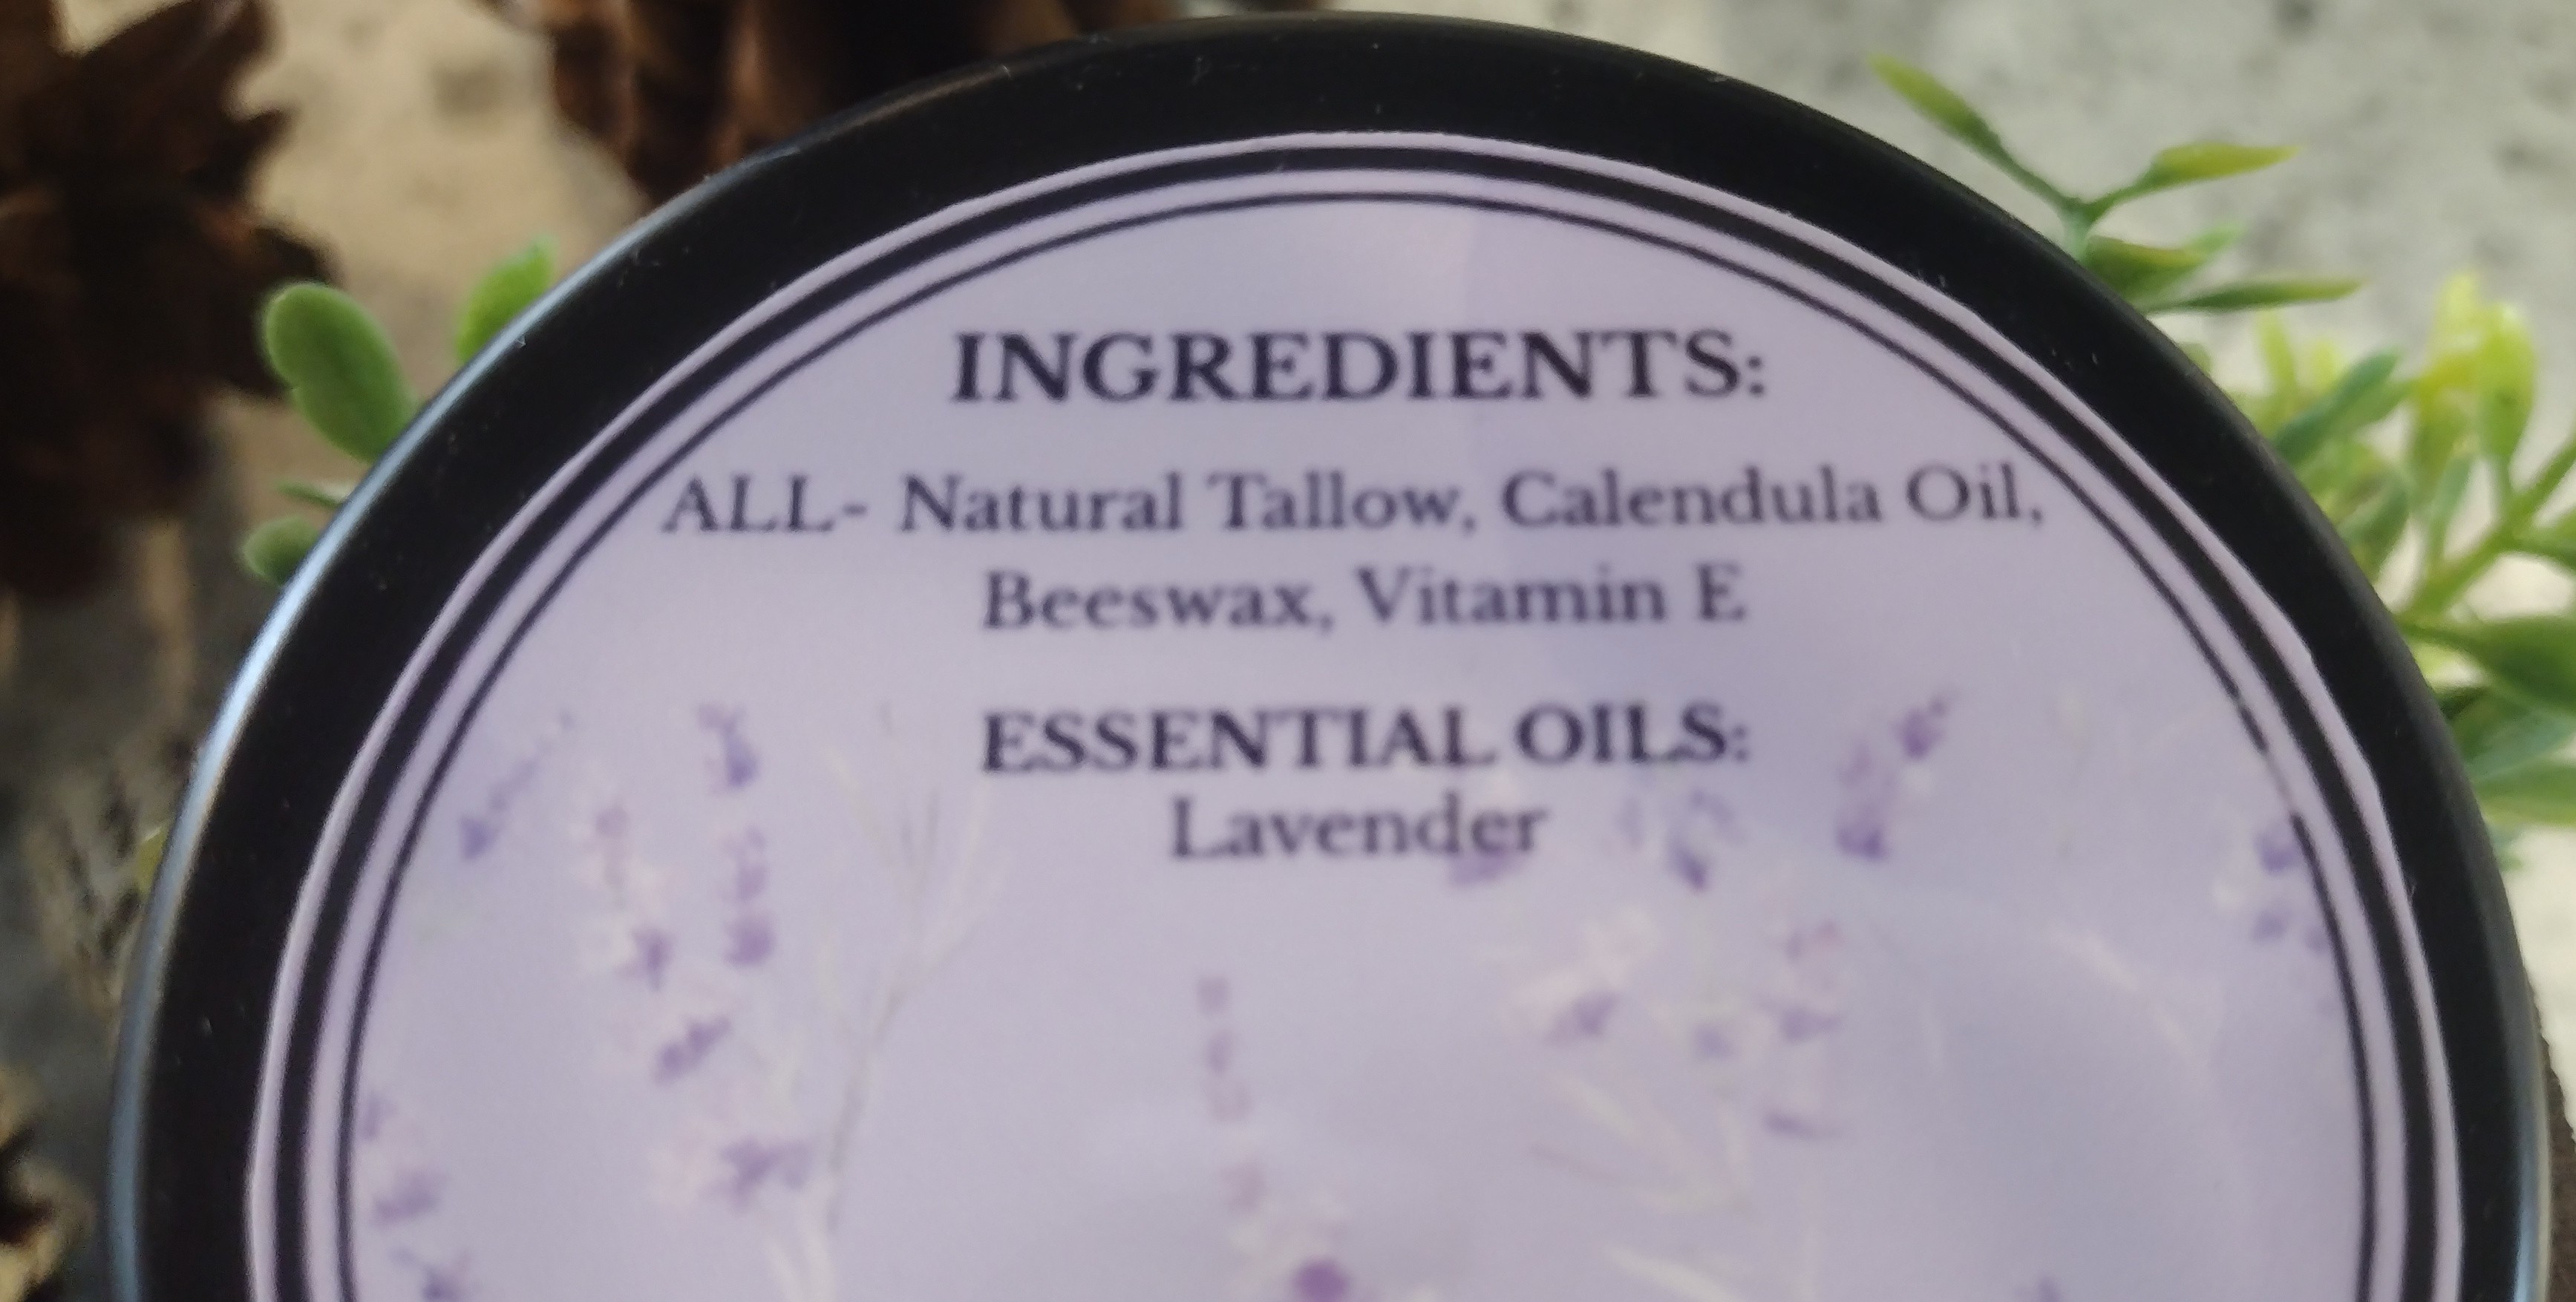 INGREDIENTS:
ALL- Natural Tallow, Calendula Oil,
Beeswax, Vitamin E
ESSENTIAL OILS:
Lavender